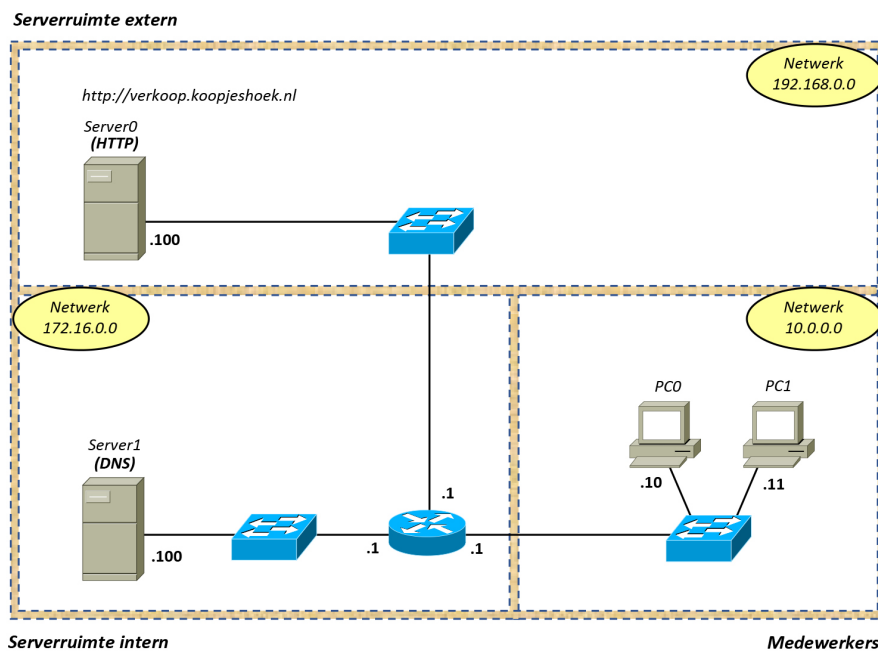 Serverruimte extern
Netwerk
192.168.0.0
http://verkoop.koopjeshoek.nl
Server0
(HTTP)
.100
Netwerk
172.16.0.0
Netwerk
10.0.0.0
PC0
PC1
Server1
(DNS)
.10
.11
.1
.100
.1
.1
Serverruimte intern
Medewerkers